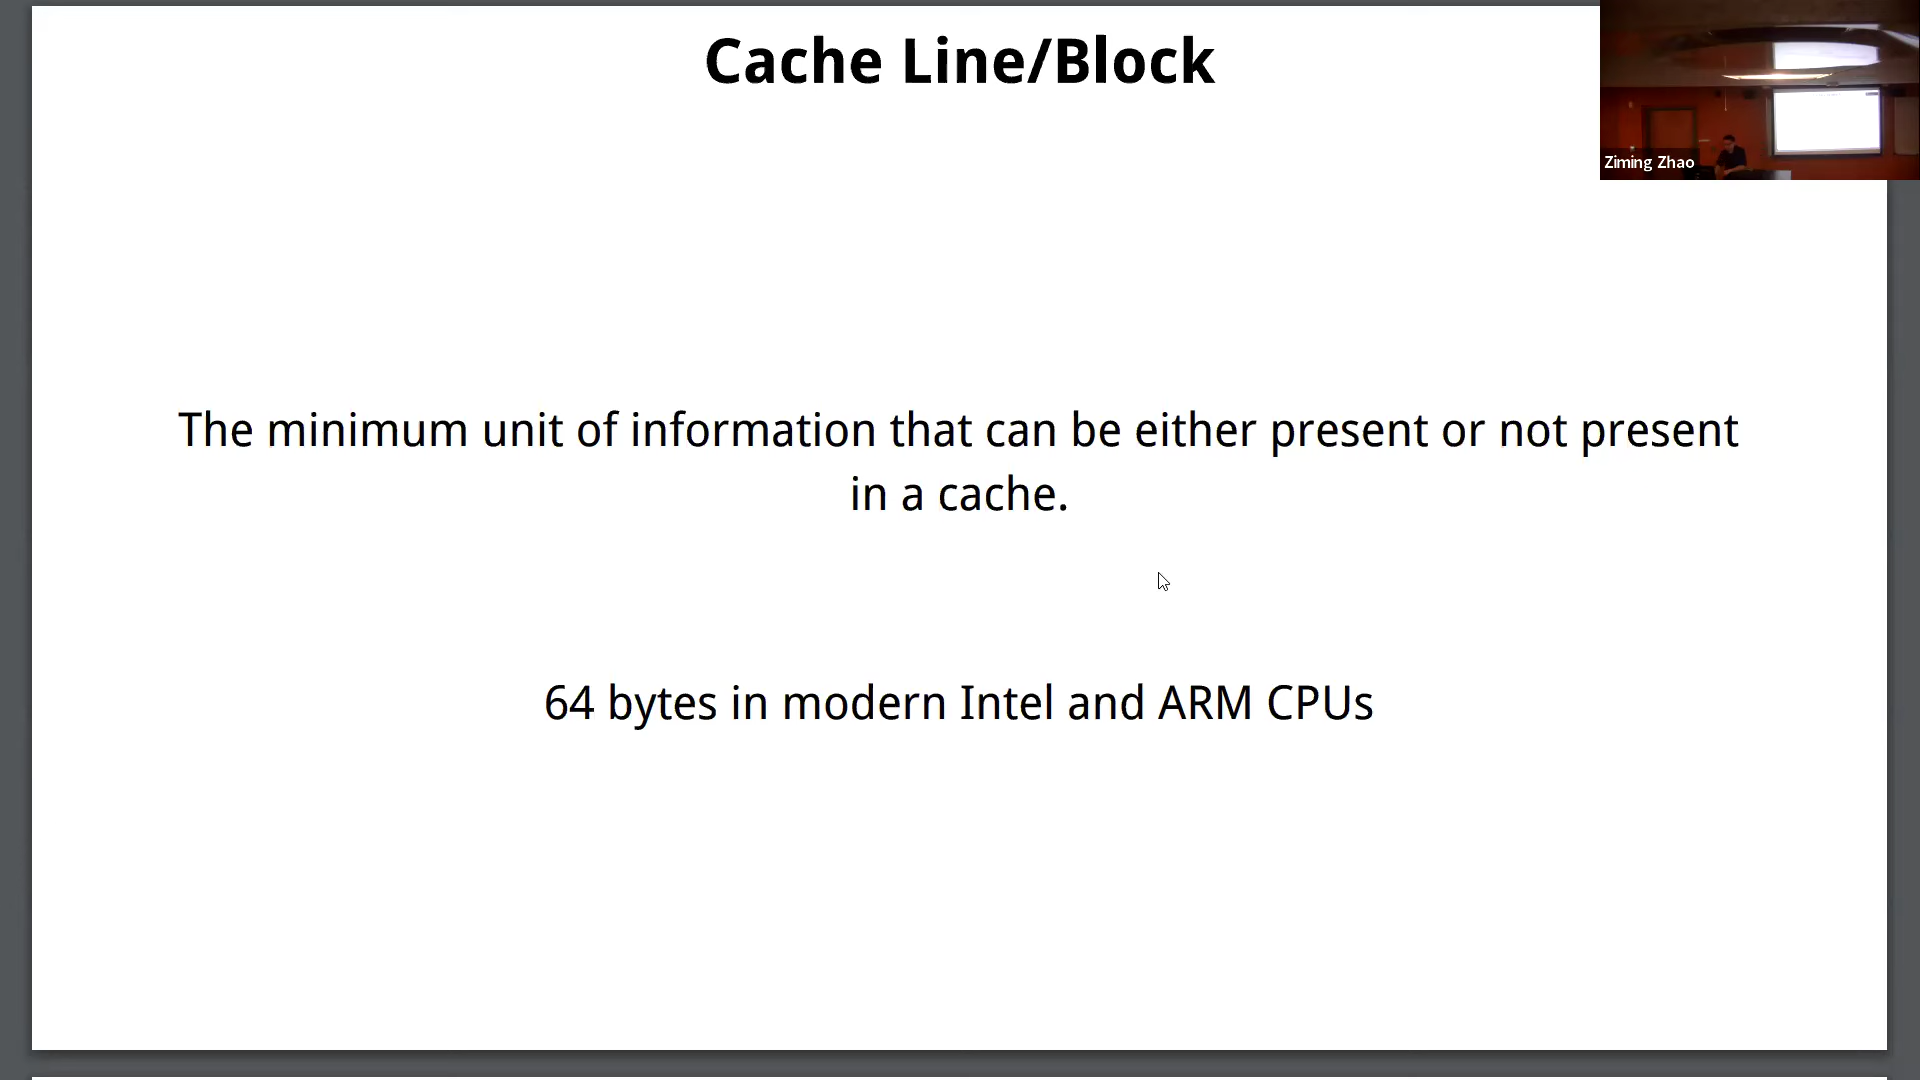 Cache Line/Block
Ziming Zhao
The minimum unit of information that can be either present or not present
in a cache.
64 bytes in modern Intel and ARM CPUs